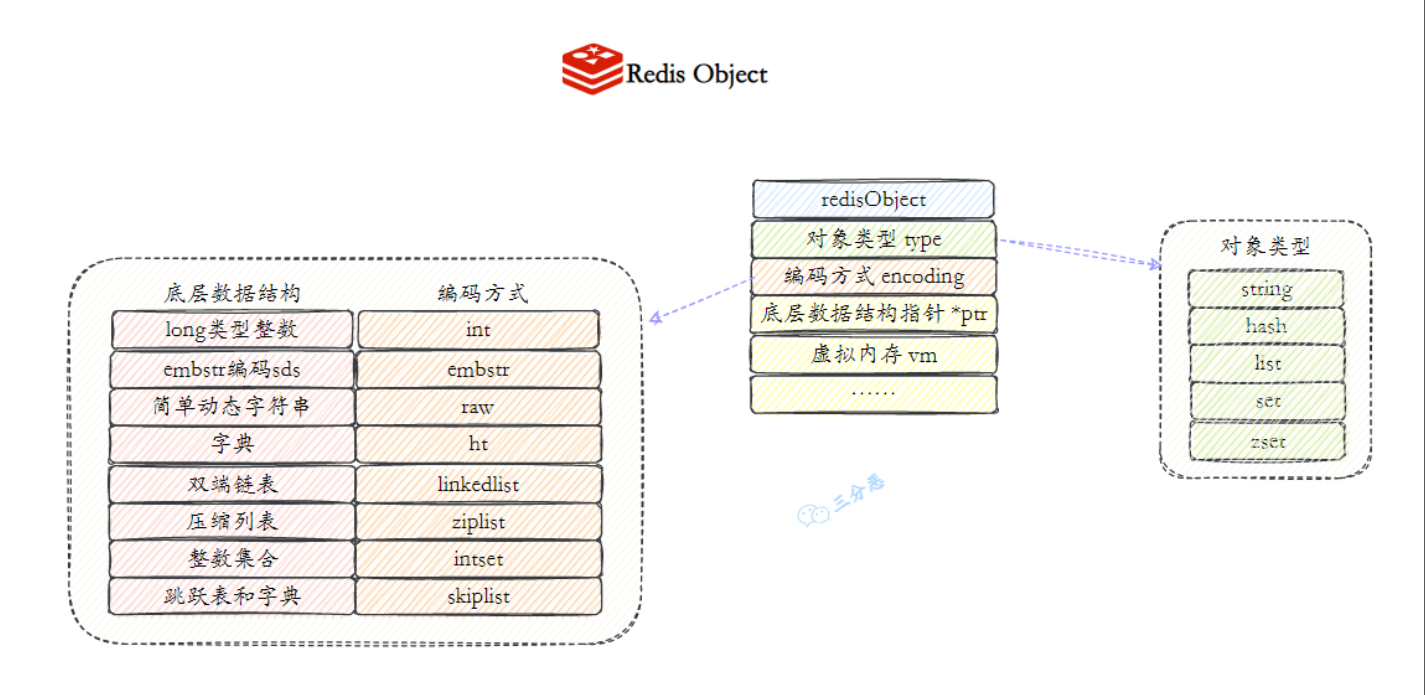 Redis Object
redisObject
对象类型 type
编码方式 encoding
底层数据结构指针 *ptr
虚拟内存 vm
……
对象类型
string
hash
list
set
zset
底层数据结构 编码方式
long类型整数 int
embstr编码sds embstr
简单动态字符串 raw
字典 ht
双端链表 linkedlist
压缩列表 ziplist
整数集合 intset
跳跃表和字典 skiplist
三分恶